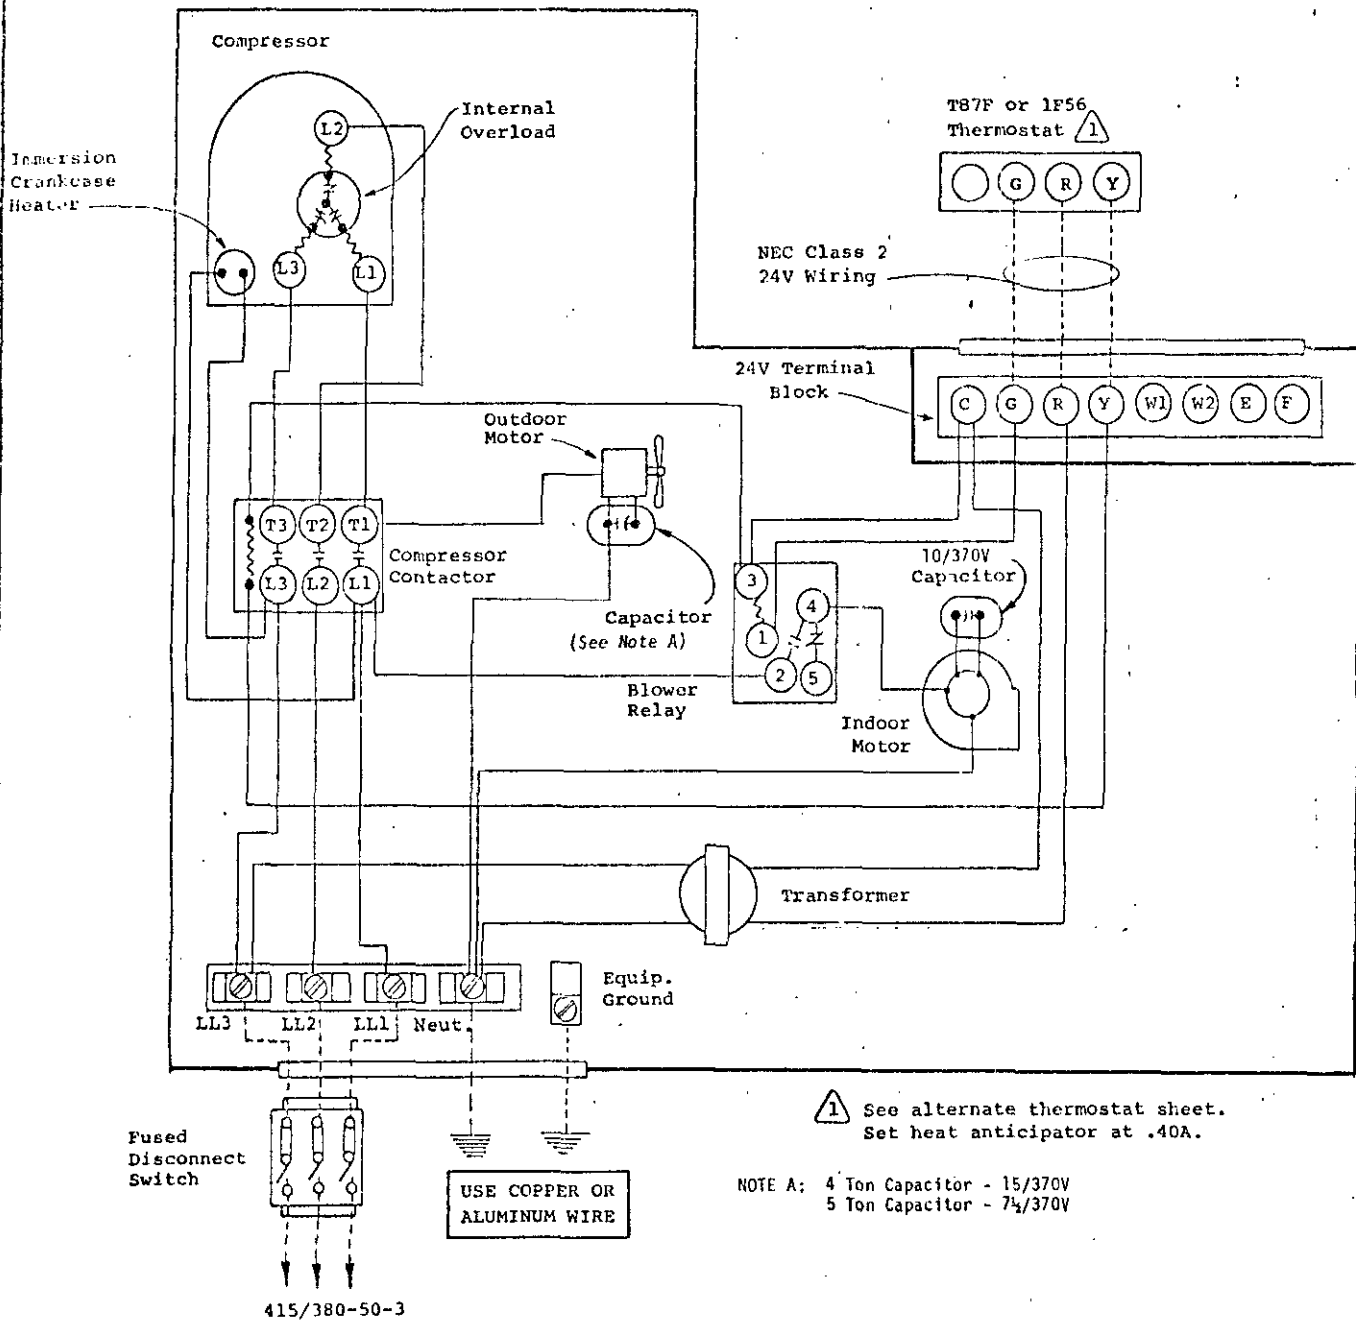 Compressor
L2
Internal
Overload
Immersion
Crankcase
Heater
L3
L1
T87F or 1F56
Thermostat 1
G R Y
NEC Class 2
24V Wiring
24V Terminal
Block
C G R Y W1 W2 E F
Outdoor
Motor
T3 T2 T1
L3 L2 L1
Compressor
Contactor
Capacitor
(See Note A)
10/370V
Capacitor
3
4
1
2
5
Blower
Relay
Indoor
Motor
Transformer
Equip.
Ground
LL3 LL2 LL1 Neut.
Fused
Disconnect
Switch
USE COPPER OR
ALUMINUM WIRE
1 See alternate thermostat sheet.
Set heat anticipator at .40A.
NOTE A; 4 Ton Capacitor - 15/370V
5 Ton Capacitor - 7½/370V
415/380-50-3